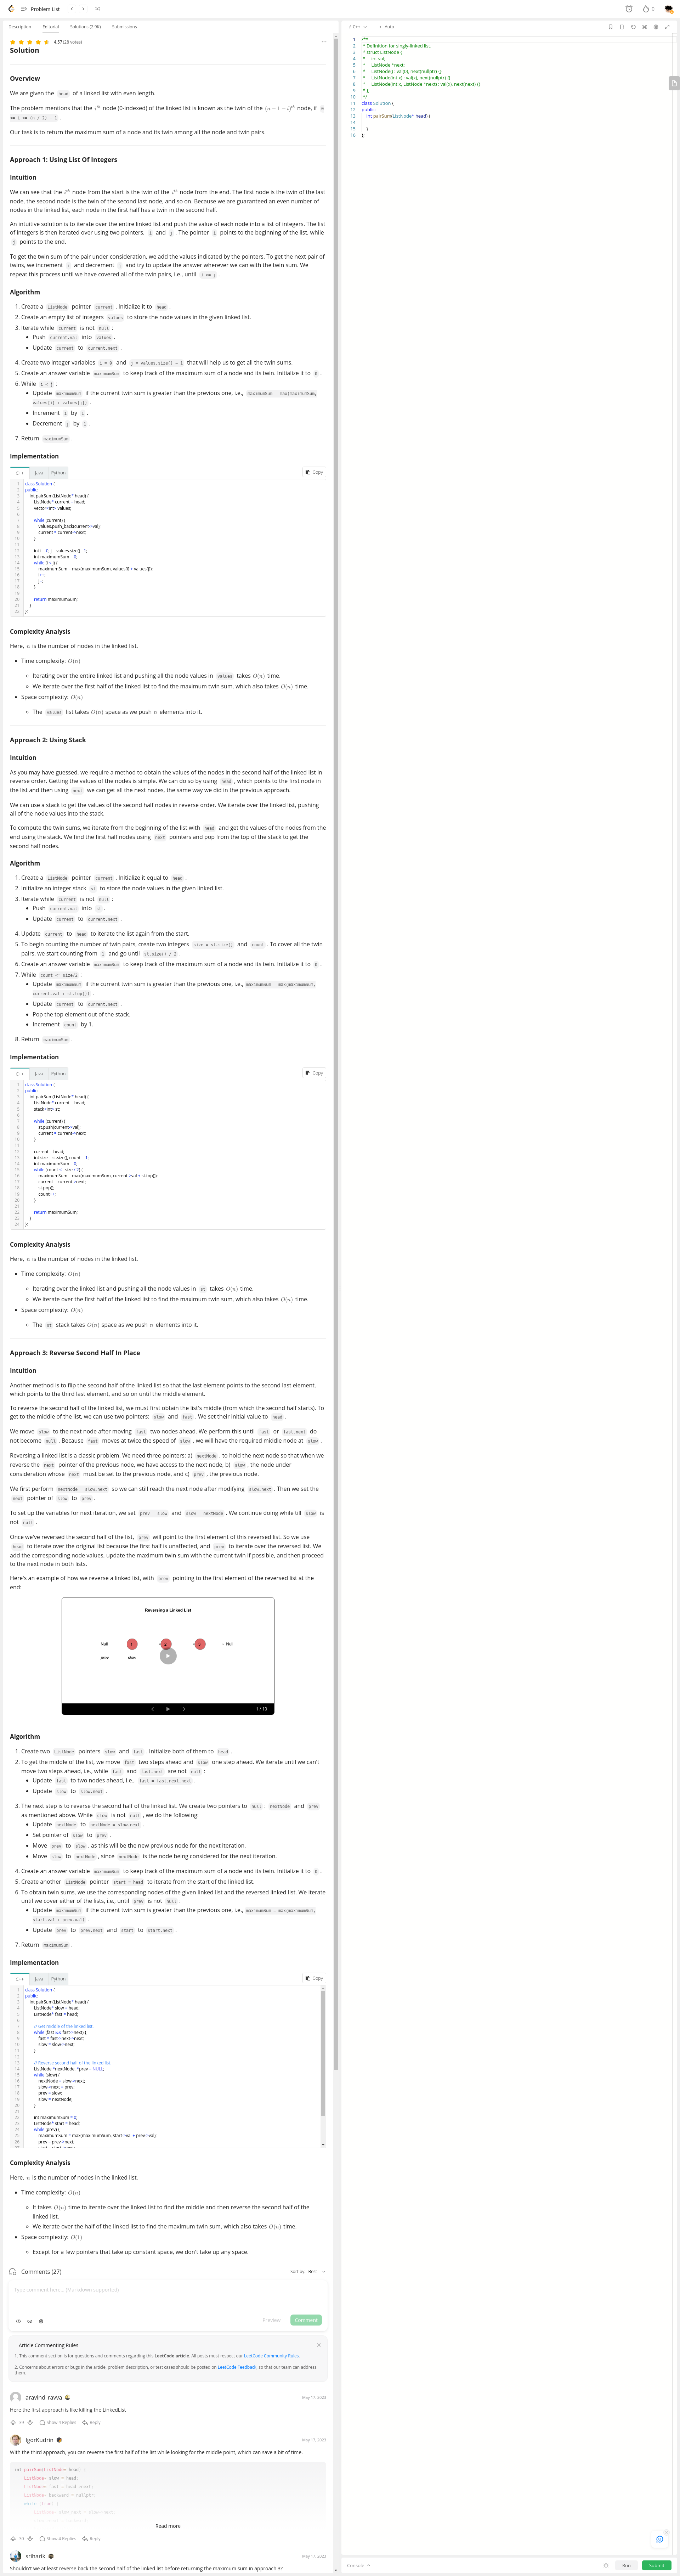 Problem List
0
Description Editorial Solutions (2.9K) Submissions
4.57 (28 votes)
Solution
Overview
We are given the head of a linked list with even length.
The problem mentions that the i^th node (0-indexed) of the linked list is known as the twin of the (n − 1 − i)^th node, if 0
<= i <= (n / 2) - 1 .
Our task is to return the maximum sum of a node and its twin among all the node and twin pairs.
Approach 1: Using List Of Integers
Intuition
We can see that the i^th node from the start is the twin of the i^th node from the end. The first node is the twin of the last
node, the second node is the twin of the second last node, and so on. Because we are guaranteed an even number of
nodes in the linked list, each node in the first half has a twin in the second half.
An intuitive solution is to iterate over the entire linked list and push the value of each node into a list of integers. The list
of integers is then iterated over using two pointers, i and j . The pointer i points to the beginning of the list, while
j points to the end.
To get the twin sum of the pair under consideration, we add the values indicated by the pointers. To get the next pair of
twins, we increment i and decrement j and try to update the answer wherever we can with the twin sum. We
repeat this process until we have covered all of the twin pairs, i.e., until i == j .
Algorithm
1. Create a ListNode pointer current . Initialize it to head .
2. Create an empty list of integers values to store the node values in the given linked list.
3. Iterate while current is not null :
• Push current.val into values .
• Update current to current.next .
4. Create two integer variables i = 0 and j = values.size() - 1 that will help us to get all the twin sums.
5. Create an answer variable maximumSum to keep track of the maximum sum of a node and its twin. Initialize it to 0 .
6. While i < j :
• Update maximumSum if the current twin sum is greater than the previous one, i.e., maximumSum = max(maximumSum,
values[i] + values[j]) .
• Increment i by 1 .
• Decrement j by 1 .
7. Return maximumSum .
Implementation
C++ Java Python Copy
1 class Solution {
2 public:
3 int pairSum(ListNode* head) {
4 ListNode* current = head;
5 vector<int> values;
6
7 while (current) {
8 values.push_back(current->val);
9 current = current->next;
10 }
11
12 int i = 0, j = values.size() - 1;
13 int maximumSum = 0;
14 while (i < j) {
15 maximumSum = max(maximumSum, values[i] + values[j]);
16 i++;
17 j--;
18 }
19
20 return maximumSum;
21 }
22 };
Complexity Analysis
Here, n is the number of nodes in the linked list.
• Time complexity: O(n)
◦ Iterating over the entire linked list and pushing all the node values in values takes O(n) time.
◦ We iterate over the first half of the linked list to find the maximum twin sum, which also takes O(n) time.
• Space complexity: O(n)
◦ The values list takes O(n) space as we push n elements into it.
Approach 2: Using Stack
Intuition
As you may have guessed, we require a method to obtain the values of the nodes in the second half of the linked list in
reverse order. Getting the values of the nodes is simple. We can do so by using head , which points to the first node in
the list and then using next we can get all the next nodes, the same way we did in the previous approach.
We can use a stack to get the values of the second half nodes in reverse order. We iterate over the linked list, pushing
all of the node values into the stack.
To compute the twin sums, we iterate from the beginning of the list with head and get the values of the nodes from the
end using the stack. We find the first half nodes using next pointers and pop from the top of the stack to get the
second half nodes.
Algorithm
1. Create a ListNode pointer current . Initialize it equal to head .
2. Initialize an integer stack st to store the node values in the given linked list.
3. Iterate while current is not null :
• Push current.val into st .
• Update current to current.next .
4. Update current to head to iterate the list again from the start.
5. To begin counting the number of twin pairs, create two integers size = st.size() and count . To cover all the twin
pairs, we start counting from 1 and go until st.size() / 2 .
6. Create an answer variable maximumSum to keep track of the maximum sum of a node and its twin. Initialize it to 0 .
7. While count <= size/2 :
• Update maximumSum if the current twin sum is greater than the previous one, i.e., maximumSum = max(maximumSum,
current.val + st.top()) .
• Update current to current.next .
• Pop the top element out of the stack.
• Increment count by 1.
8. Return maximumSum .
Implementation
C++ Java Python Copy
1 class Solution {
2 public:
3 int pairSum(ListNode* head) {
4 ListNode* current = head;
5 stack<int> st;
6
7 while (current) {
8 st.push(current->val);
9 current = current->next;
10 }
11
12 current = head;
13 int size = st.size(), count = 1;
14 int maximumSum = 0;
15 while (count <= size / 2) {
16 maximumSum = max(maximumSum, current->val + st.top());
17 current = current->next;
18 st.pop();
19 count++;
20 }
21
22 return maximumSum;
23 }
24 };
Complexity Analysis
Here, n is the number of nodes in the linked list.
• Time complexity: O(n)
◦ Iterating over the linked list and pushing all the node values in st takes O(n) time.
◦ We iterate over the first half of the linked list to find the maximum twin sum, which also takes O(n) time.
• Space complexity: O(n)
◦ The st stack takes O(n) space as we push n elements into it.
Approach 3: Reverse Second Half In Place
Intuition
Another method is to flip the second half of the linked list so that the last element points to the second last element,
which points to the third last element, and so on until the middle element.
To reverse the second half of the linked list, we must first obtain the list's middle (from which the second half starts). To
get to the middle of the list, we can use two pointers: slow and fast . We set their initial value to head .
We move slow to the next node after moving fast two nodes ahead. We perform this until fast or fast.next do
not become null . Because fast moves at twice the speed of slow , we will have the required middle node at slow .
Reversing a linked list is a classic problem. We need three pointers: a) nextNode , to hold the next node so that when we
reverse the next pointer of the previous node, we have access to the next node, b) slow , the node under
consideration whose next must be set to the previous node, and c) prev , the previous node.
We first perform nextNode = slow.next so we can still reach the next node after modifying slow.next . Then we set the
next pointer of slow to prev .
To set up the variables for next iteration, we set prev = slow and slow = nextNode . We continue doing while till slow is
not null .
Once we've reversed the second half of the list, prev will point to the first element of this reversed list. So we use
head to iterate over the original list because the first half is unaffected, and prev to iterate over the reversed list. We
add the corresponding node values, update the maximum twin sum with the current twin if possible, and then proceed
to the next node in both lists.
Here's an example of how we reverse a linked list, with prev pointing to the first element of the reversed list at the
end:
Reversing a Linked List
Null 1 2 3 Null
prev slow
1 / 10
Algorithm
1. Create two ListNode pointers slow and fast . Initialize both of them to head .
2. To get the middle of the list, we move fast two steps ahead and slow one step ahead. We iterate until we can't
move two steps ahead, i.e., while fast and fast.next are not null :
• Update fast to two nodes ahead, i.e., fast = fast.next.next .
• Update slow to slow.next .
3. The next step is to reverse the second half of the linked list. We create two pointers to null : nextNode and prev
as mentioned above. While slow is not null , we do the following:
• Update nextNode to nextNode = slow.next .
• Set pointer of slow to prev .
• Move prev to slow , as this will be the new previous node for the next iteration.
• Move slow to nextNode , since nextNode is the node being considered for the next iteration.
4. Create an answer variable maximumSum to keep track of the maximum sum of a node and its twin. Initialize it to 0 .
5. Create another ListNode pointer start = head to iterate from the start of the linked list.
6. To obtain twin sums, we use the corresponding nodes of the given linked list and the reversed linked list. We iterate
until we cover either of the lists, i.e., until prev is not null :
• Update maximumSum if the current twin sum is greater than the previous one, i.e., maximumSum = max(maximumSum,
start.val + prev.val) .
• Update prev to prev.next and start to start.next .
7. Return maximumSum .
Implementation
C++ Java Python Copy
1 class Solution {
2 public:
3 int pairSum(ListNode* head) {
4 ListNode* slow = head;
5 ListNode* fast = head;
6
7 // Get middle of the linked list.
8 while (fast && fast->next) {
9 fast = fast->next->next;
10 slow = slow->next;
11 }
12
13 // Reverse second half of the linked list.
14 ListNode *nextNode, *prev = NULL;
15 while (slow) {
16 nextNode = slow->next;
17 slow->next = prev;
18 prev = slow;
19 slow = nextNode;
20 }
21
22 int maximumSum = 0;
23 ListNode* start = head;
24 while (prev) {
25 maximumSum = max(maximumSum, start->val + prev->val);
26 prev = prev->next;
Complexity Analysis
Here, n is the number of nodes in the linked list.
• Time complexity: O(n)
◦ It takes O(n) time to iterate over the linked list to find the middle and then reverse the second half of the
linked list.
◦ We iterate over the half of the linked list to find the maximum twin sum, which also takes O(n) time.
• Space complexity: O(1)
◦ Except for a few pointers that take up constant space, we don't take up any space.
Comments (27) Sort by: Best
Type comment here... (Markdown supported)
Preview Comment
Article Commenting Rules
1. This comment section is for questions and comments regarding this LeetCode article. All posts must respect our LeetCode Community Rules.
2. Concerns about errors or bugs in the article, problem description, or test cases should be posted on LeetCode Feedback, so that our team can address
them.
aravind_ravva May 17, 2023
Here the first approach is like killing the LinkedList
Show 4 Replies Reply
IgorKudrin May 17, 2023
With the third approach, you can reverse the first half of the list while looking for the middle point, which can save a bit of time.
int pairSum(ListNode* head) {
ListNode* slow = head;
ListNode* fast = head->next;
ListNode* backward = nullptr;
while (true) {
Read more
Show 4 Replies Reply
sriharik May 17, 2023
Shouldn't we at least reverse back the second half of the linked list before returning the maximum sum in approach 3?
C++ Auto
1 /**
2 * Definition for singly-linked list.
3 * struct ListNode {
4 * int val;
5 * ListNode *next;
6 * ListNode() : val(0), next(nullptr) {}
7 * ListNode(int x) : val(x), next(nullptr) {}
8 * ListNode(int x, ListNode *next) : val(x), next(next) {}
9 * };
10 */
11 class Solution {
12 public:
13 int pairSum(ListNode* head) {
14
15 }
16 };
Console Run Submit